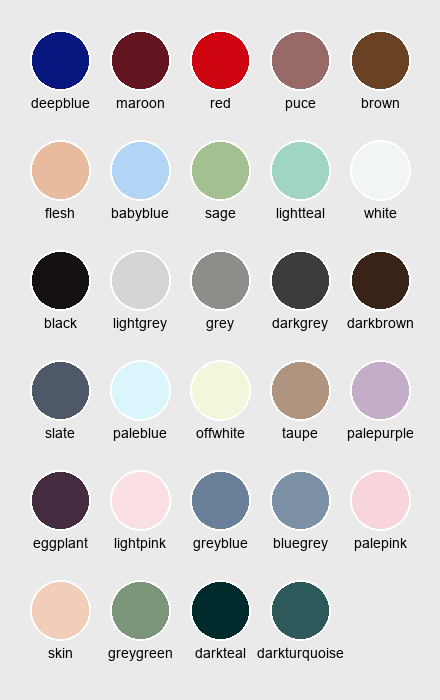 deepblue maroon red puce brown
flesh babyblue sage lightteal white
black lightgrey grey darkgrey darkbrown
slate paleblue offwhite taupe palepurple
eggplant lightpink greyblue bluegrey palepink
skin greygreen darkteal darkturquoise